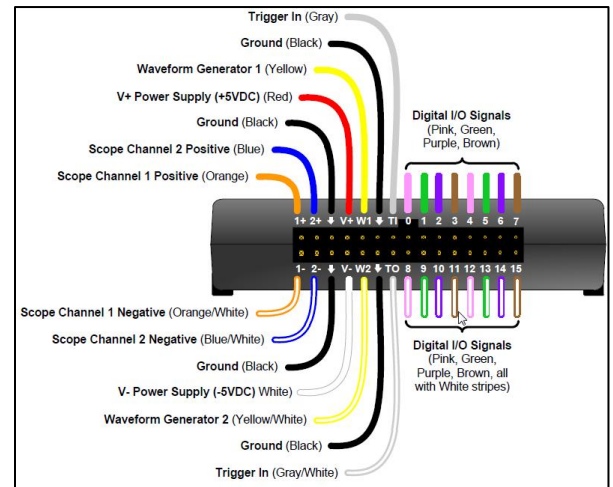 Trigger In (Gray)
Ground (Black)
Waveform Generator 1 (Yellow)
V+ Power Supply (+5VDC) (Red)
Ground (Black)
Scope Channel 2 Positive (Blue)
Scope Channel 1 Positive (Orange)
Digital I/O Signals
(Pink, Green,
Purple, Brown)
1+ 2+ V+ W1 TI 0 1 2 3 4 5 6 7
1- 2- V- W2 TO 8 9 10 11 12 13 14 15
Scope Channel 1 Negative (Orange/White)
Scope Channel 2 Negative (Blue/White)
Ground (Black)
V- Power Supply (-5VDC) White)
Waveform Generator 2 (Yellow/White)
Ground (Black)
Trigger In (Gray/White)
Digital I/O Signals
(Pink, Green,
Purple, Brown, all
with White stripes)